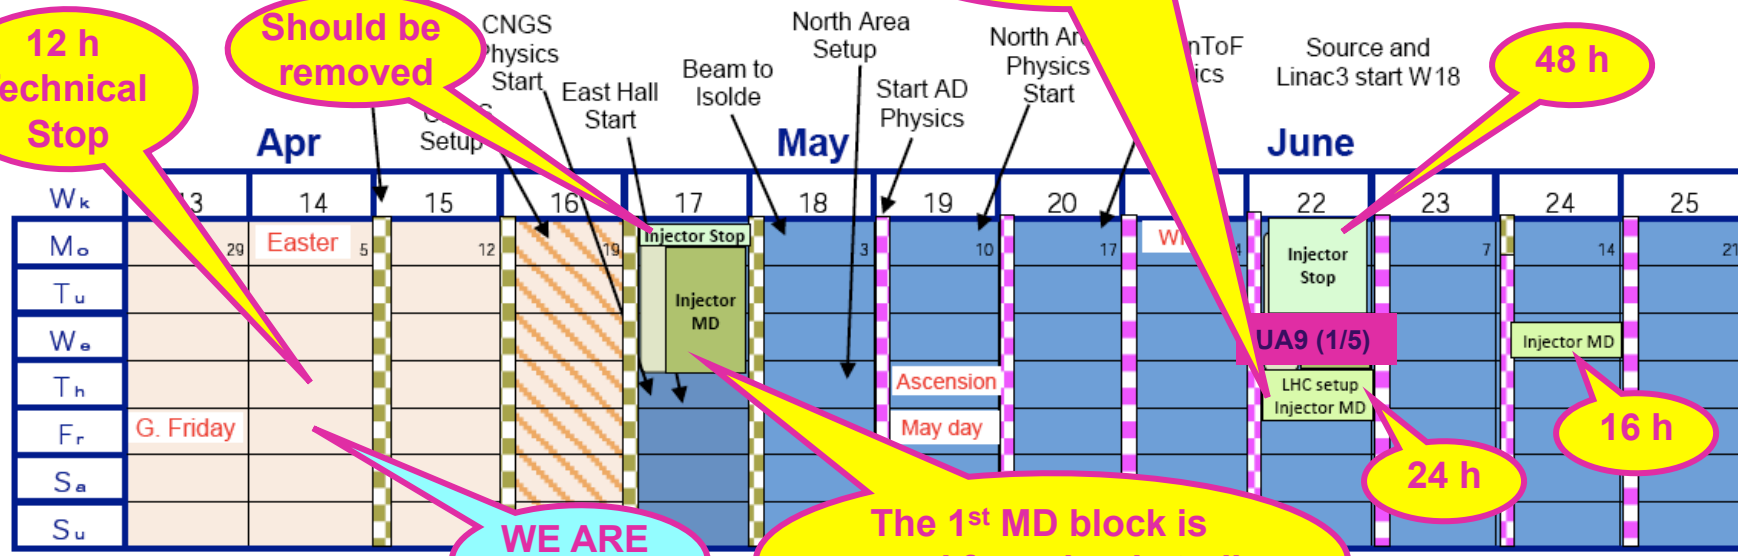 12 h
Technical
Stop
Should be
removed
CNGS
Physics
Start
Setup
East Hall
Start
Beam to
Isolde
North Area
Setup
Start AD
Physics
North
Physics
Start
nToF
Source and
Linac3 start W18
48 h
Apr
May
June
Wk
14
15
16
17
18
19
20
22
23
24
25
Mo
29
Easter
5
12
19
Injector Stop
3
10
17
Injector
Stop
7
14
21
Tu
Injector
MD
We
UA9 (1/5)
Injector MD
Th
Ascension
LHC setup
Injector MD
Fr
G. Friday
May day
16 h
Sa
24 h
Su
WE ARE
The 1st MD block is